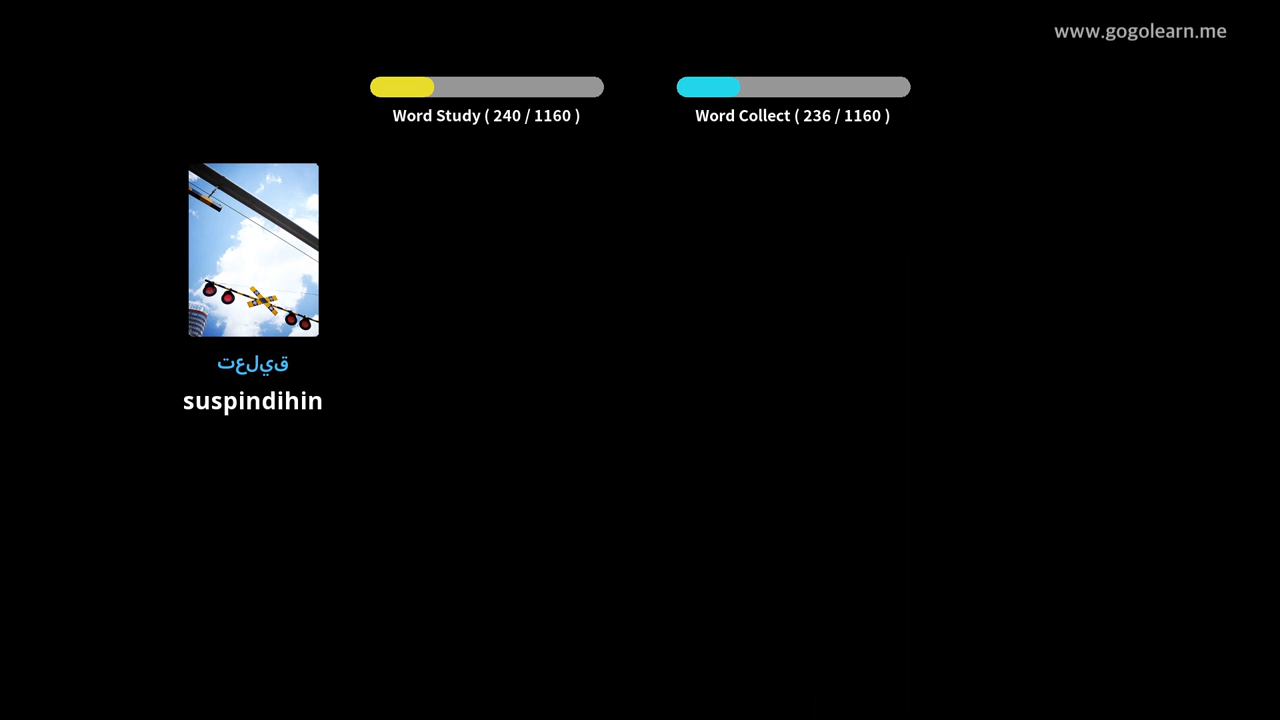 www.gogolearn.me
Word Study ( 240 / 1160 )
Word Collect ( 236 / 1160 )
تعليق
suspindihin